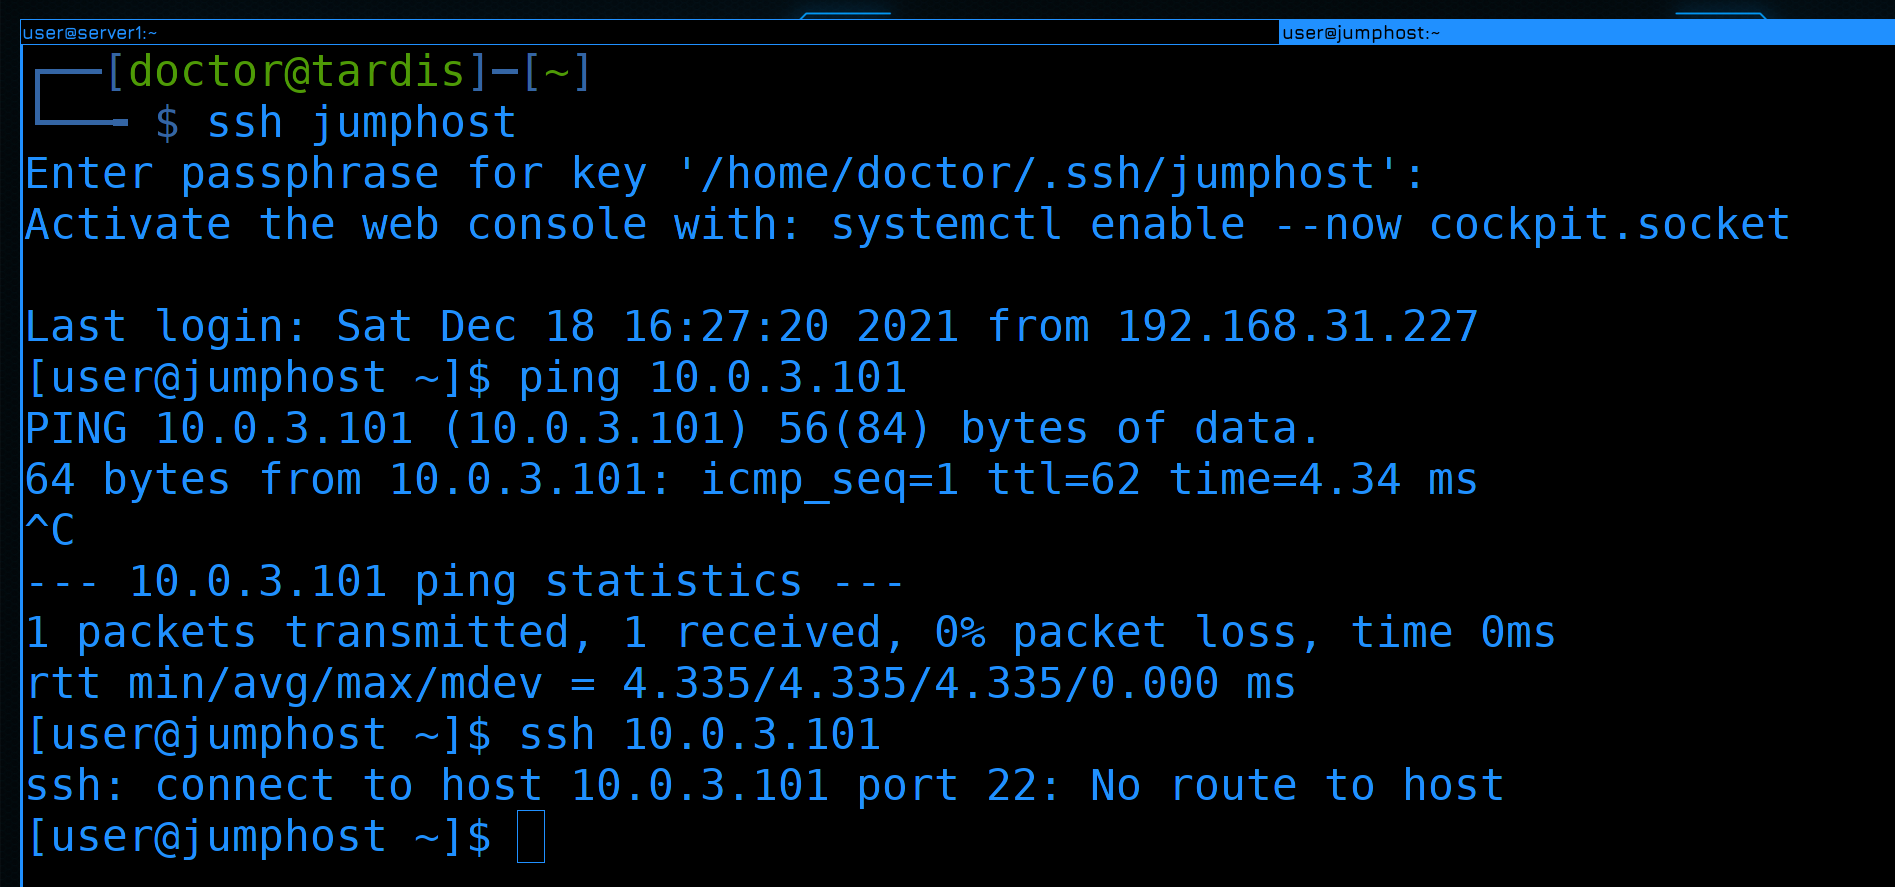 user@server1:~
user@jumphost:~
[doctor@tardis]-[~]
$ ssh jumphost
Enter passphrase for key '/home/doctor/.ssh/jumphost':
Activate the web console with: systemctl enable --now cockpit.socket
Last login: Sat Dec 18 16:27:20 2021 from 192.168.31.227
[user@jumphost ~]$ ping 10.0.3.101
PING 10.0.3.101 (10.0.3.101) 56(84) bytes of data.
64 bytes from 10.0.3.101: icmp_seq=1 ttl=62 time=4.34 ms
^C
--- 10.0.3.101 ping statistics ---
1 packets transmitted, 1 received, 0% packet loss, time 0ms
rtt min/avg/max/mdev = 4.335/4.335/4.335/0.000 ms
[user@jumphost ~]$ ssh 10.0.3.101
ssh: connect to host 10.0.3.101 port 22: No route to host
[user@jumphost ~]$